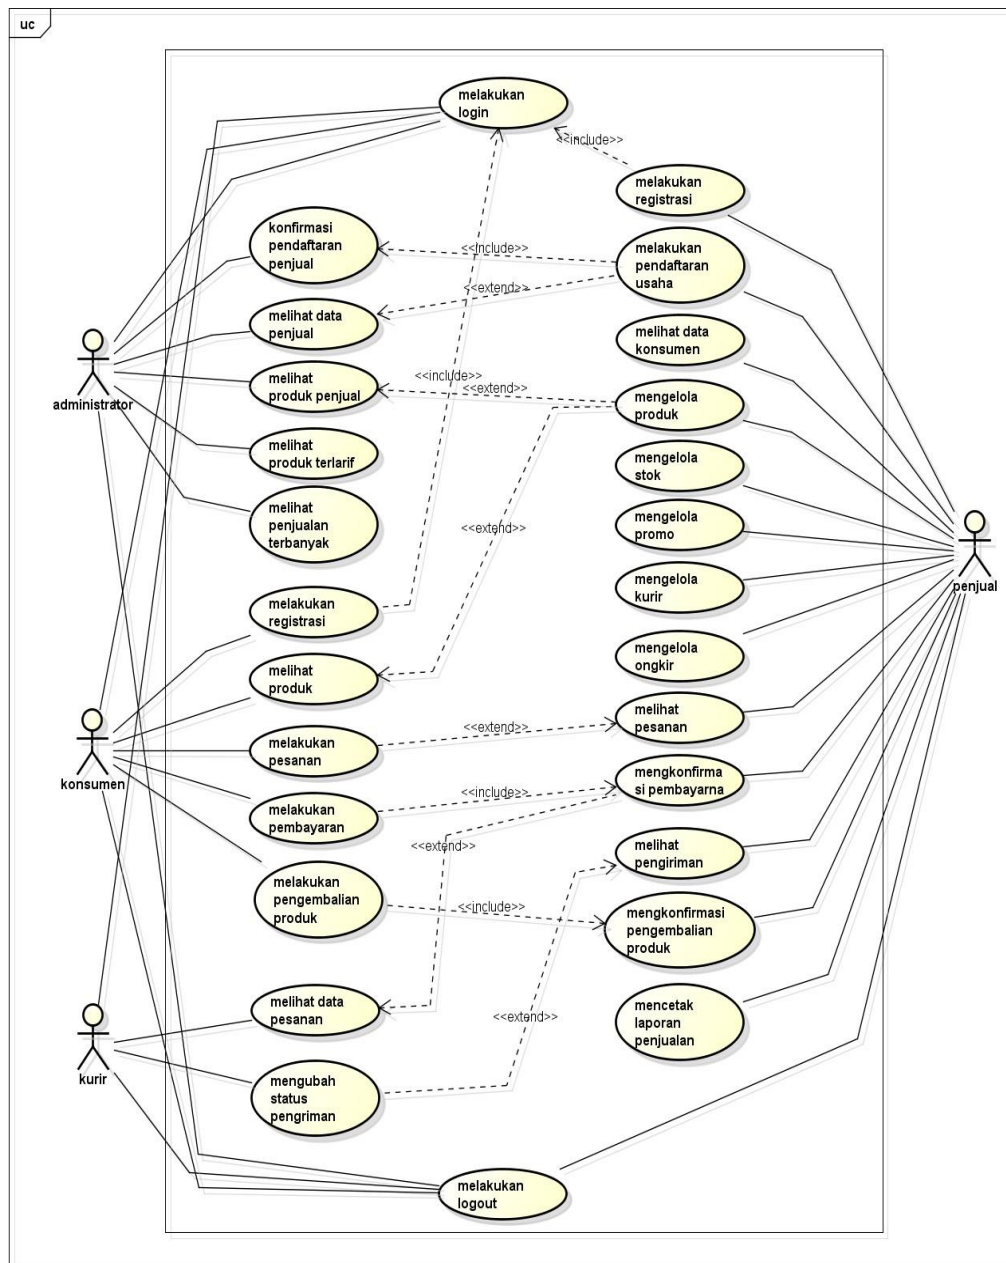 uc
melakukan
login
<<include>>
melakukan
registrasi
konfirmasi
pendaftaran
penjual
<<include>>
melakukan
pendaftaran
usaha
<<extend>>
melihat data
penjual
melihat data
konsumen
administrator
melihat
produk penjual
<<include>>
<<extend>>
mengelola
produk
melihat
produk terlarif
mengelola
stok
melihat
penjualan
terbanyak
<<extend>>
mengelola
promo
penjual
mengelola
kurir
melakukan
registrasi
mengelola
ongkir
melihat
produk
konsumen
melakukan
pesanan
<<extend>>
melihat
pesanan
melakukan
pembayaran
<<include>>
mengkonfirma
si pembayarna
<<extend>>
melihat
pengiriman
melakukan
pengembalian
produk
<<include>>
mengkonfirmasi
pengembalian
produk
kurir
melihat data
pesanan
<<extend>>
mencetak
laporan
penjualan
mengubah
status
pengriman
melakukan
logout